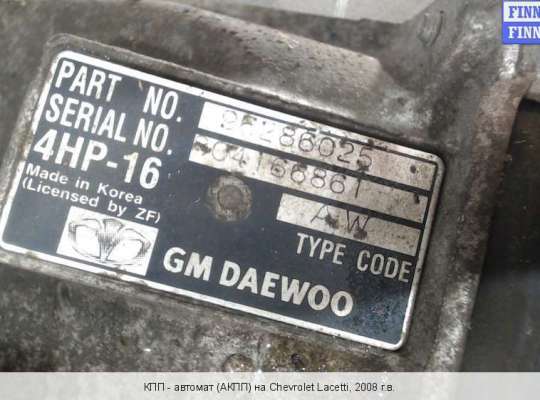 FINN
FINN
PART NO. 96286025
SERIAL NO. 04166861
4HP-16
Made in Korea
(Licensed by ZF)
AW
TYPE CODE
GM DAEWOO
КПП - автомат (АКПП) на Chevrolet Lacetti, 2008 г.в.